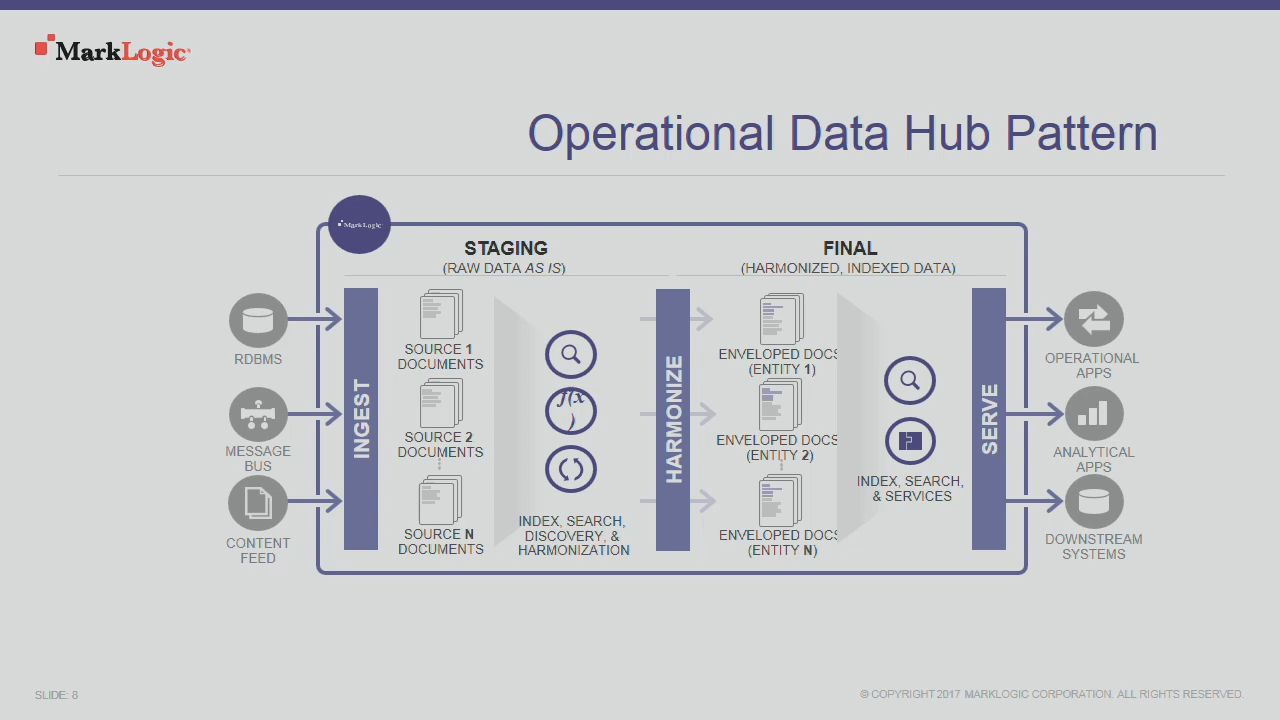 MarkLogic
Operational Data Hub Pattern
MarkLogic
STAGING
(RAW DATA AS IS)
FINAL
(HARMONIZED, INDEXED DATA)
RDBMS
MESSAGE
BUS
CONTENT
FEED
INGEST
SOURCE 1
DOCUMENTS
SOURCE 2
DOCUMENTS
SOURCE N
DOCUMENTS
f(x
)
INDEX, SEARCH,
DISCOVERY, &
HARMONIZATION
HARMONIZE
ENVELOPED DOCS
(ENTITY 1)
ENVELOPED DOCS
(ENTITY 2)
ENVELOPED DOCS
(ENTITY N)
INDEX, SEARCH,
& SERVICES
SERVE
OPERATIONAL
APPS
ANALYTICAL
APPS
DOWNSTREAM
SYSTEMS
SLIDE: 8
© COPYRIGHT 2017 MARKLOGIC CORPORATION. ALL RIGHTS RESERVED.